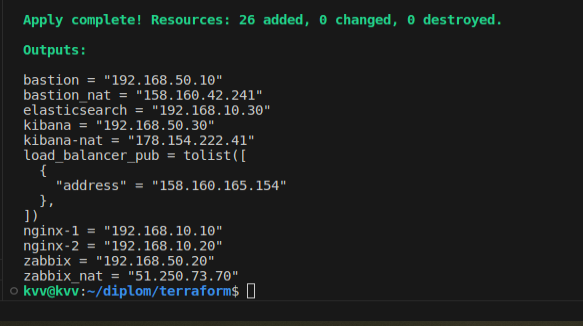 Apply complete! Resources: 26 added, 0 changed, 0 destroyed.
Outputs:
bastion = "192.168.50.10"
bastion_nat = "158.160.42.241"
elasticsearch = "192.168.10.30"
kibana = "192.168.50.30"
kibana-nat = "178.154.222.41"
load_balancer_pub = tolist([
  {
    "address" = "158.160.165.154"
  },
])
nginx-1 = "192.168.10.10"
nginx-2 = "192.168.10.20"
zabbix = "192.168.50.20"
zabbix_nat = "51.250.73.70"
kvv@kvv:~/diplom/terraform$